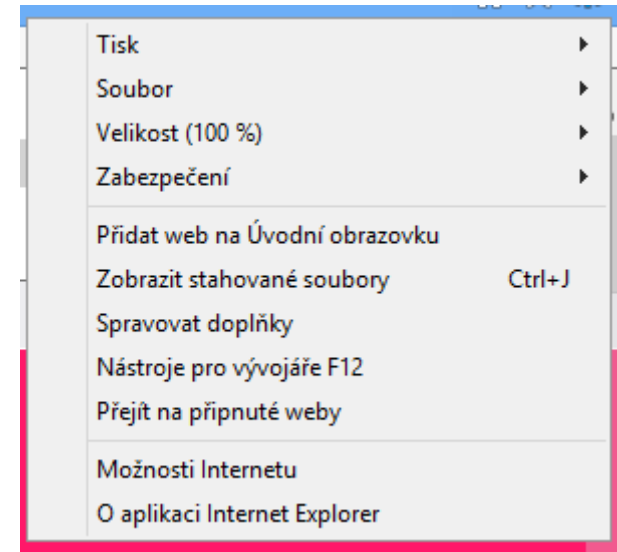 Tisk
Soubor
Velikost (100 %)
Zabezpečení
Přidat web na Úvodní obrazovku
Zobrazit stahované soubory Ctrl+J
Spravovat doplňky
Nástroje pro vývojáře F12
Přejít na připnuté weby
Možnosti Internetu
O aplikaci Internet Explorer